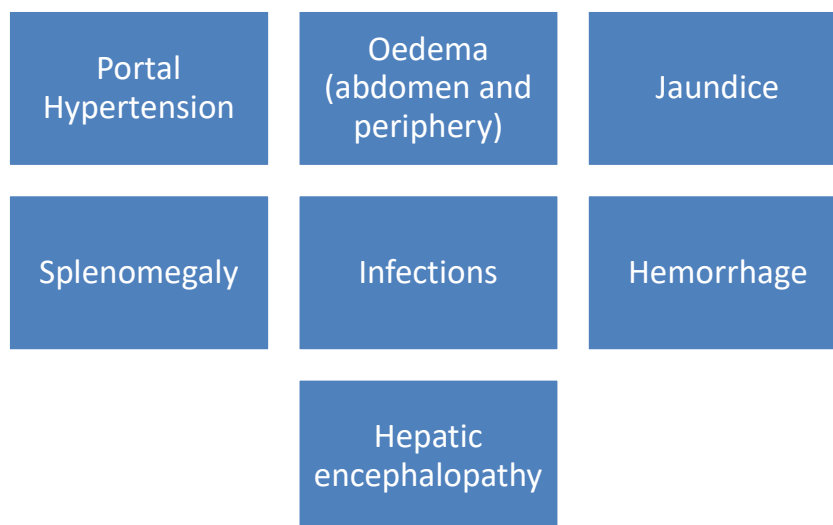 Portal
Hypertension
Oedema
(abdomen and
periphery)
Jaundice
Splenomegaly
Infections
Hemorrhage
Hepatic
encephalopathy